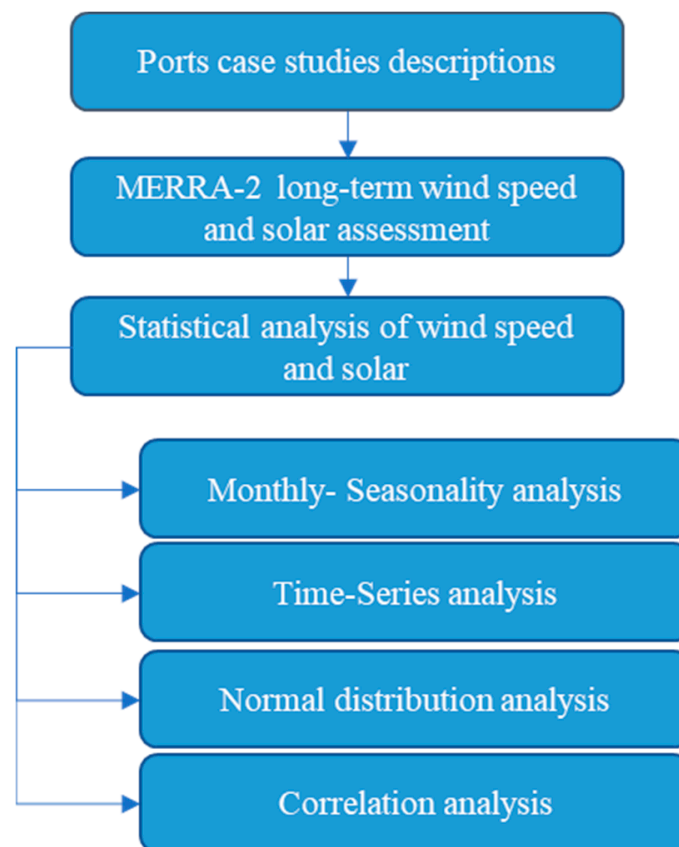 Ports case studies descriptions
MERRA-2 long-term wind speed
and solar assessment
Statistical analysis of wind speed
and solar
Monthly- Seasonality analysis
Time-Series analysis
Normal distribution analysis
Correlation analysis